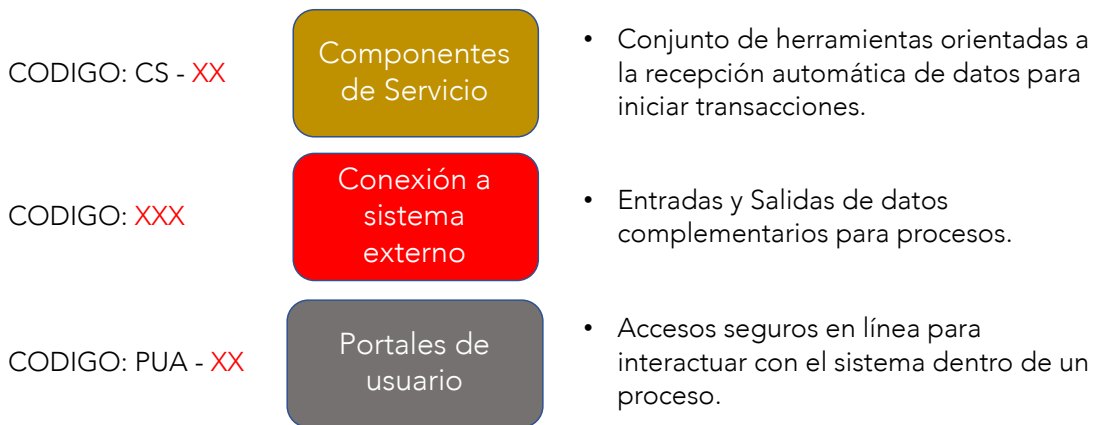 CODIGO: CS - XX
Componentes
de Servicio
• Conjunto de herramientas orientadas a
la recepción automática de datos para
iniciar transacciones.
CODIGO: XXX
Conexión a
sistema
externo
• Entradas y Salidas de datos
complementarios para procesos.
CODIGO: PUA - XX
Portales de
usuario
• Accesos seguros en línea para
interactuar con el sistema dentro de un
proceso.